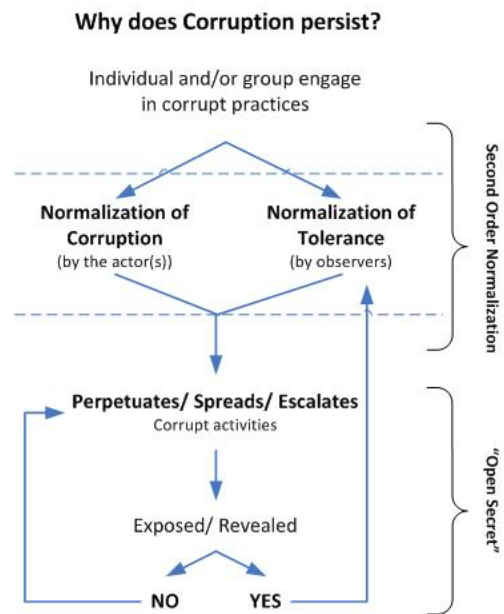 Why does Corruption persist?
Individual and/or group engage
in corrupt practices
Normalization of
Corruption
(by the actor(s))
Normalization of
Tolerance
(by observers)
Second Order Normalization
Perpetuates/ Spreads/ Escalates
Corrupt activities
Exposed/ Revealed
NO
YES
"Open Secret"